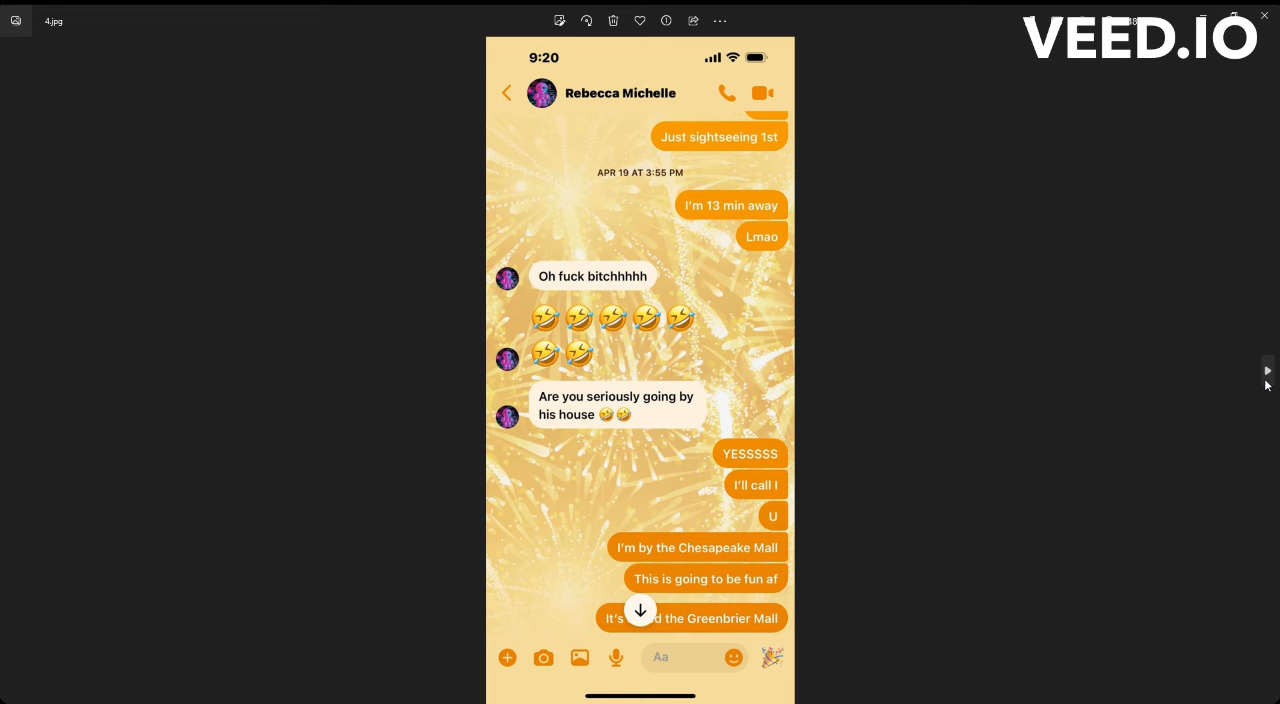 4.jpg
VEED.IO
9:20
Rebecca Michelle
Just sightseeing 1st
APR 19 AT 3:55 PM
I'm 13 min away
Lmao
Oh fuck bitchhhhh
Are you seriously going by
his house 🤣🤣
YESSSSS
I'll call I
U
I'm by the Chesapeake Mall
This is going to be fun af
It's the Greenbrier Mall
Aa